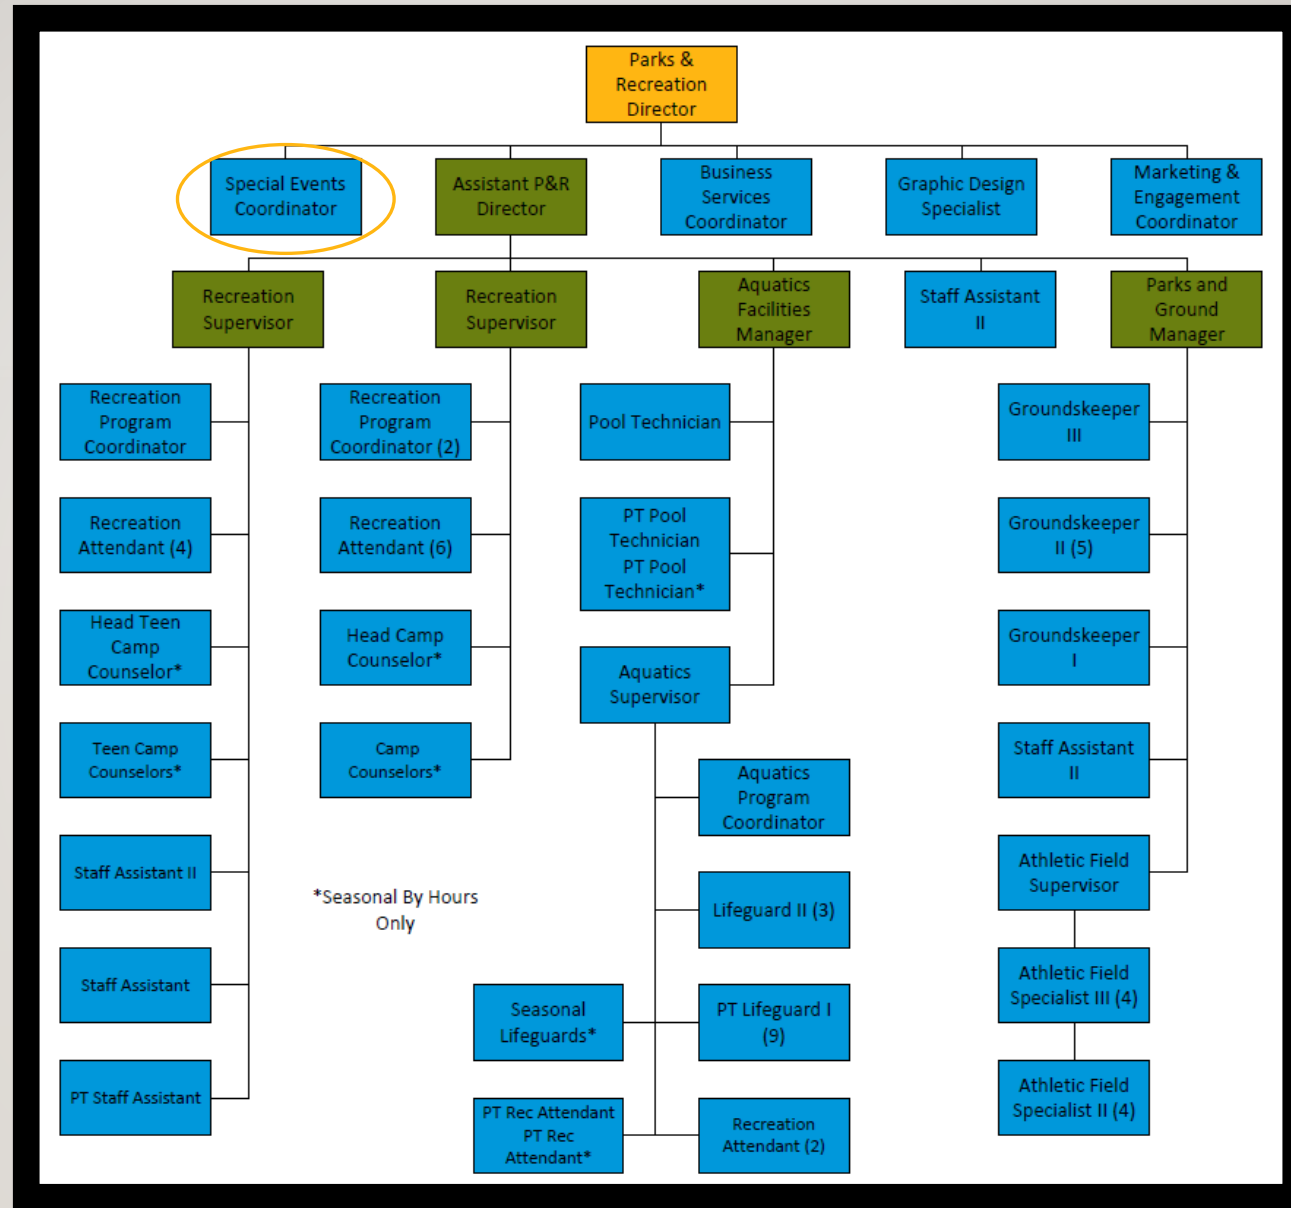 Parks &
Recreation
Director
Special Events
Coordinator
Assistant P&R
Director
Business
Services
Coordinator
Graphic Design
Specialist
Marketing &
Engagement
Coordinator
Recreation
Supervisor
Recreation
Supervisor
Aquatics
Facilities
Manager
Staff Assistant
II
Parks and
Ground
Manager
Recreation
Program
Coordinator
Recreation
Attendant (4)
Head Teen
Camp
Counselor*
Teen Camp
Counselors*
Staff Assistant II
Staff Assistant
PT Staff Assistant
Recreation
Program
Coordinator (2)
Recreation
Attendant (6)
Head Camp
Counselor*
Camp
Counselors*
*Seasonal By Hours
Only
Pool Technician
PT Pool
Technician
PT Pool
Technician*
Aquatics
Supervisor
Aquatics
Program
Coordinator
Lifeguard II (3)
Seasonal
Lifeguards*
PT Lifeguard I
(9)
PT Rec Attendant
PT Rec
Attendant*
Recreation
Attendant (2)
Groundskeeper
III
Groundskeeper
II (5)
Groundskeeper
I
Staff Assistant
II
Athletic Field
Supervisor
Athletic Field
Specialist III (4)
Athletic Field
Specialist II (4)